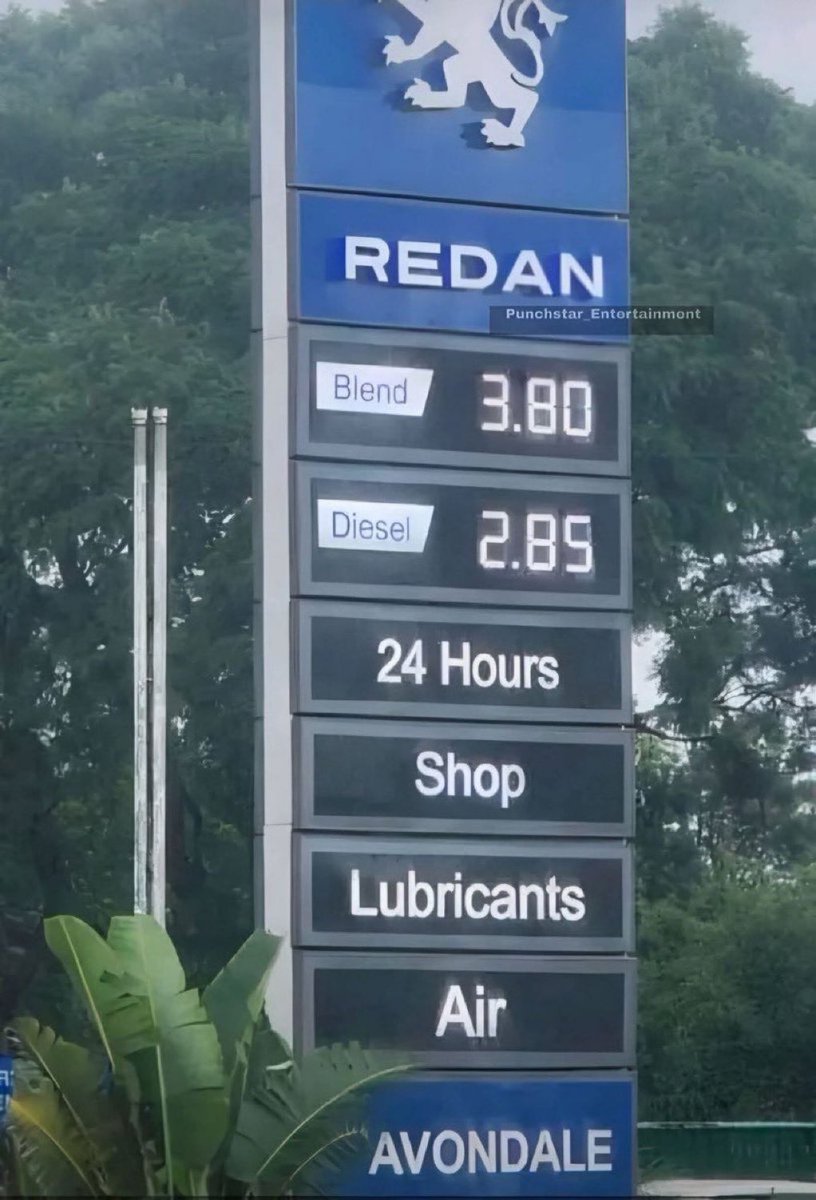 REDAN
Punchstar_Entertainment
Blend 3.80
Diesel 2.85
24 Hours
Shop
Lubricants
Air
AVONDALE